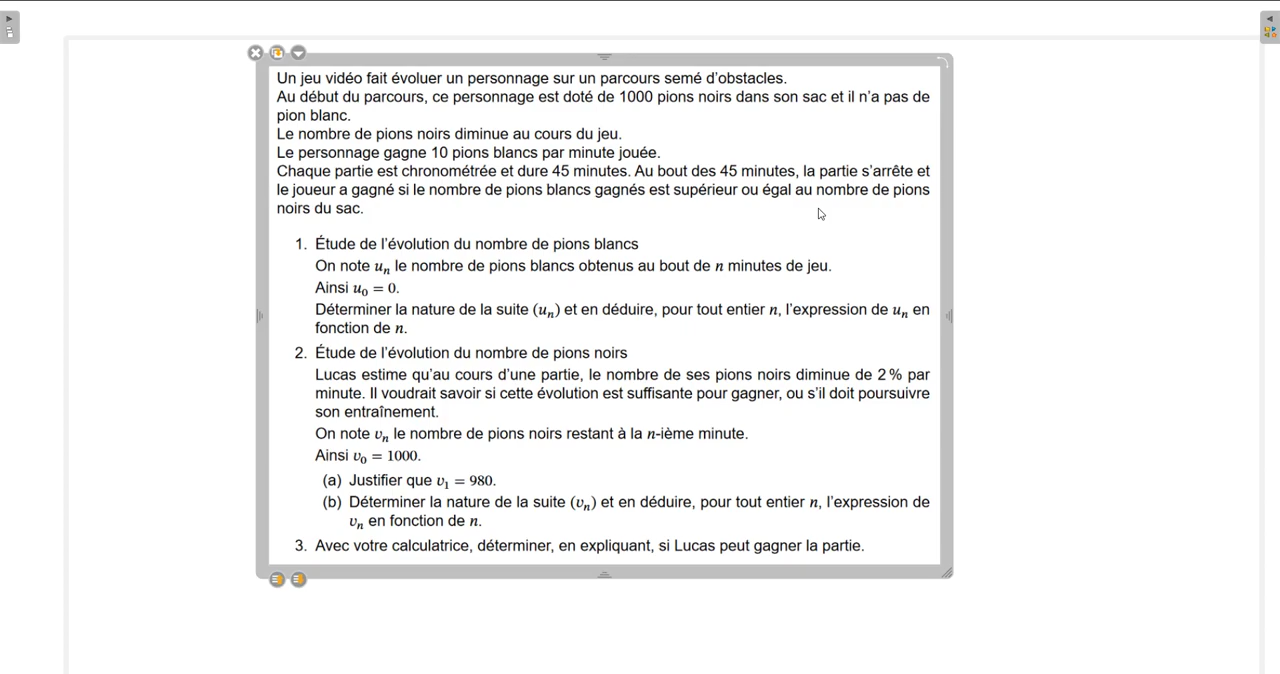 Un jeu vidéo fait évoluer un personnage sur un parcours semé d'obstacles.
Au début du parcours, ce personnage est doté de 1000 pions noirs dans son sac et il n'a pas de
pion blanc.
Le nombre de pions noirs diminue au cours du jeu.
Le personnage gagne 10 pions blancs par minute jouée.
Chaque partie est chronométrée et dure 45 minutes. Au bout des 45 minutes, la partie s'arrête et
le joueur a gagné si le nombre de pions blancs gagnés est supérieur ou égal au nombre de pions
noirs du sac.
1. Étude de l'évolution du nombre de pions blancs
On note uₙ le nombre de pions blancs obtenus au bout de n minutes de jeu.
Ainsi u₀ = 0.
Déterminer la nature de la suite (uₙ) et en déduire, pour tout entier n, l'expression de uₙ en
fonction de n.
2. Étude de l'évolution du nombre de pions noirs
Lucas estime qu'au cours d'une partie, le nombre de ses pions noirs diminue de 2 % par
minute. Il voudrait savoir si cette évolution est suffisante pour gagner, ou s'il doit poursuivre
son entraînement.
On note vₙ le nombre de pions noirs restant à la n-ième minute.
Ainsi v₀ = 1000.
(a) Justifier que v₁ = 980.
(b) Déterminer la nature de la suite (vₙ) et en déduire, pour tout entier n, l'expression de
vₙ en fonction de n.
3. Avec votre calculatrice, déterminer, en expliquant, si Lucas peut gagner la partie.